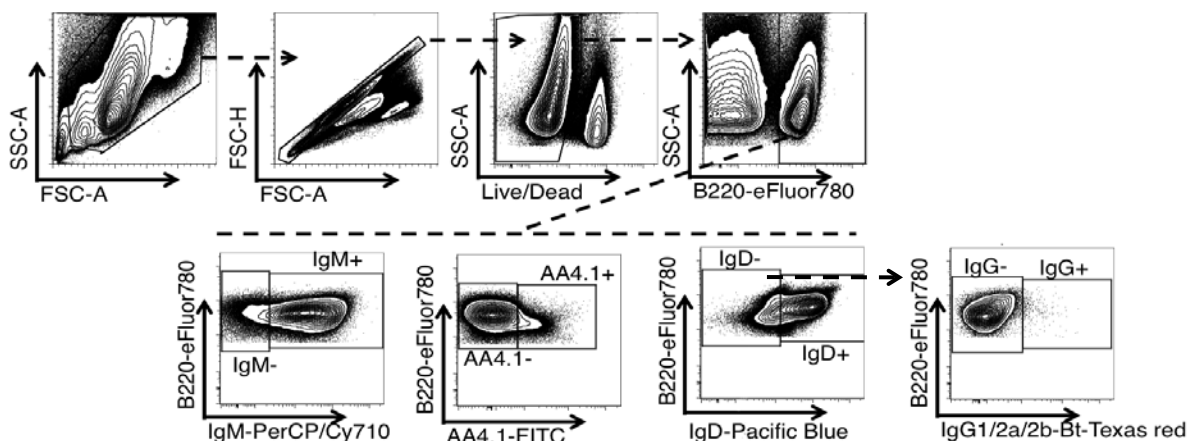 SSC-A
FSC-A
FSC-H
FSC-A
SSC-A
Live/Dead
SSC-A
B220-eFluor780
B220-eFluor780
IgM+
IgM-
IgM-PerCP/Cy710
B220-eFluor780
AA4.1+
AA4.1-
AA4.1-FITC
B220-eFluor780
IgD-
IgD+
IgD-Pacific Blue
B220-eFluor780
IgG-
IgG+
IgG1/2a/2b-Bt-Texas red